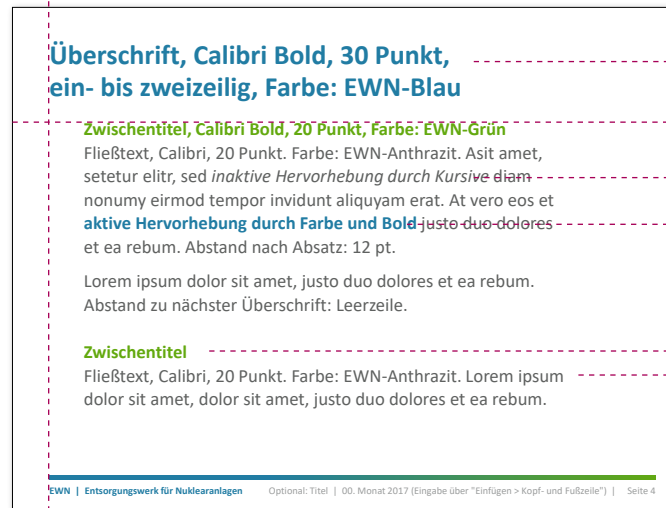 Überschrift, Calibri Bold, 30 Punkt,
ein- bis zweizeilig, Farbe: EWN-Blau
Zwischentitel, Calibri Bold, 20 Punkt, Farbe: EWN-Grün
Fließtext, Calibri, 20 Punkt. Farbe: EWN-Anthrazit. Asit amet,
setetur elitr, sed inaktive Hervorhebung durch Kursive diam
nonumy eirmod tempor invidunt aliquyam erat. At vero eos et
aktive Hervorhebung durch Farbe und Bold justo duo dolores
et ea rebum. Abstand nach Absatz: 12 pt.
Lorem ipsum dolor sit amet, justo duo dolores et ea rebum.
Abstand zu nächster Überschrift: Leerzeile.
Zwischentitel
Fließtext, Calibri, 20 Punkt. Farbe: EWN-Anthrazit. Lorem ipsum
dolor sit amet, dolor sit amet, justo duo dolores et ea rebum.
EWN | Entsorgungswerk für Nuklearanlagen Optional: Titel | 00. Monat 2017 (Eingabe über "Einfügen > Kopf- und Fußzeile") | Seite 4